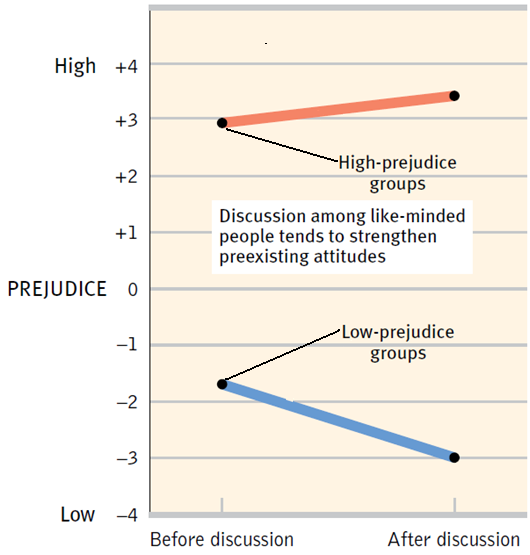 High +4
+3
High-prejudice
groups
+2
Discussion among like-minded
people tends to strengthen
preexisting attitudes
+1
PREJUDICE 0
Low-prejudice
groups
−1
−2
−3
Low −4
Before discussion After discussion